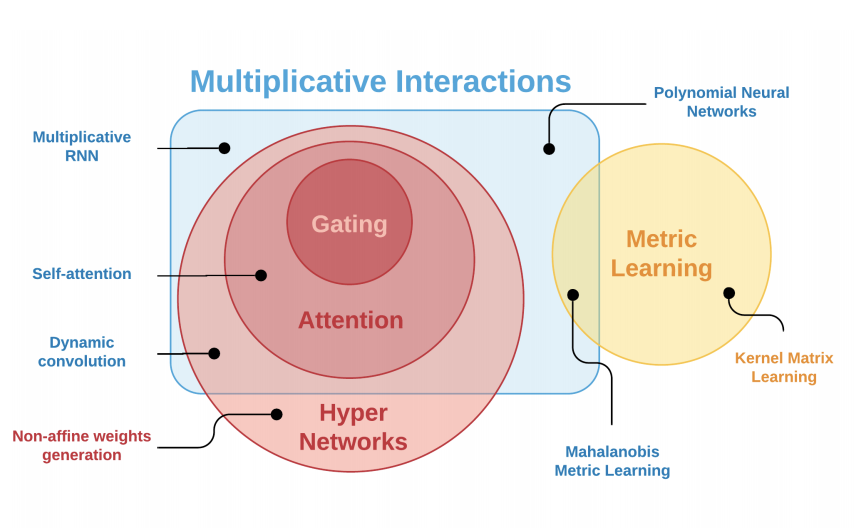 Multiplicative Interactions
Polynomial Neural
Networks
Multiplicative
RNN
Gating
Metric
Learning
Self-attention
Attention
Dynamic
convolution
Kernel Matrix
Learning
Hyper
Networks
Non-affine weights
generation
Mahalanobis
Metric Learning